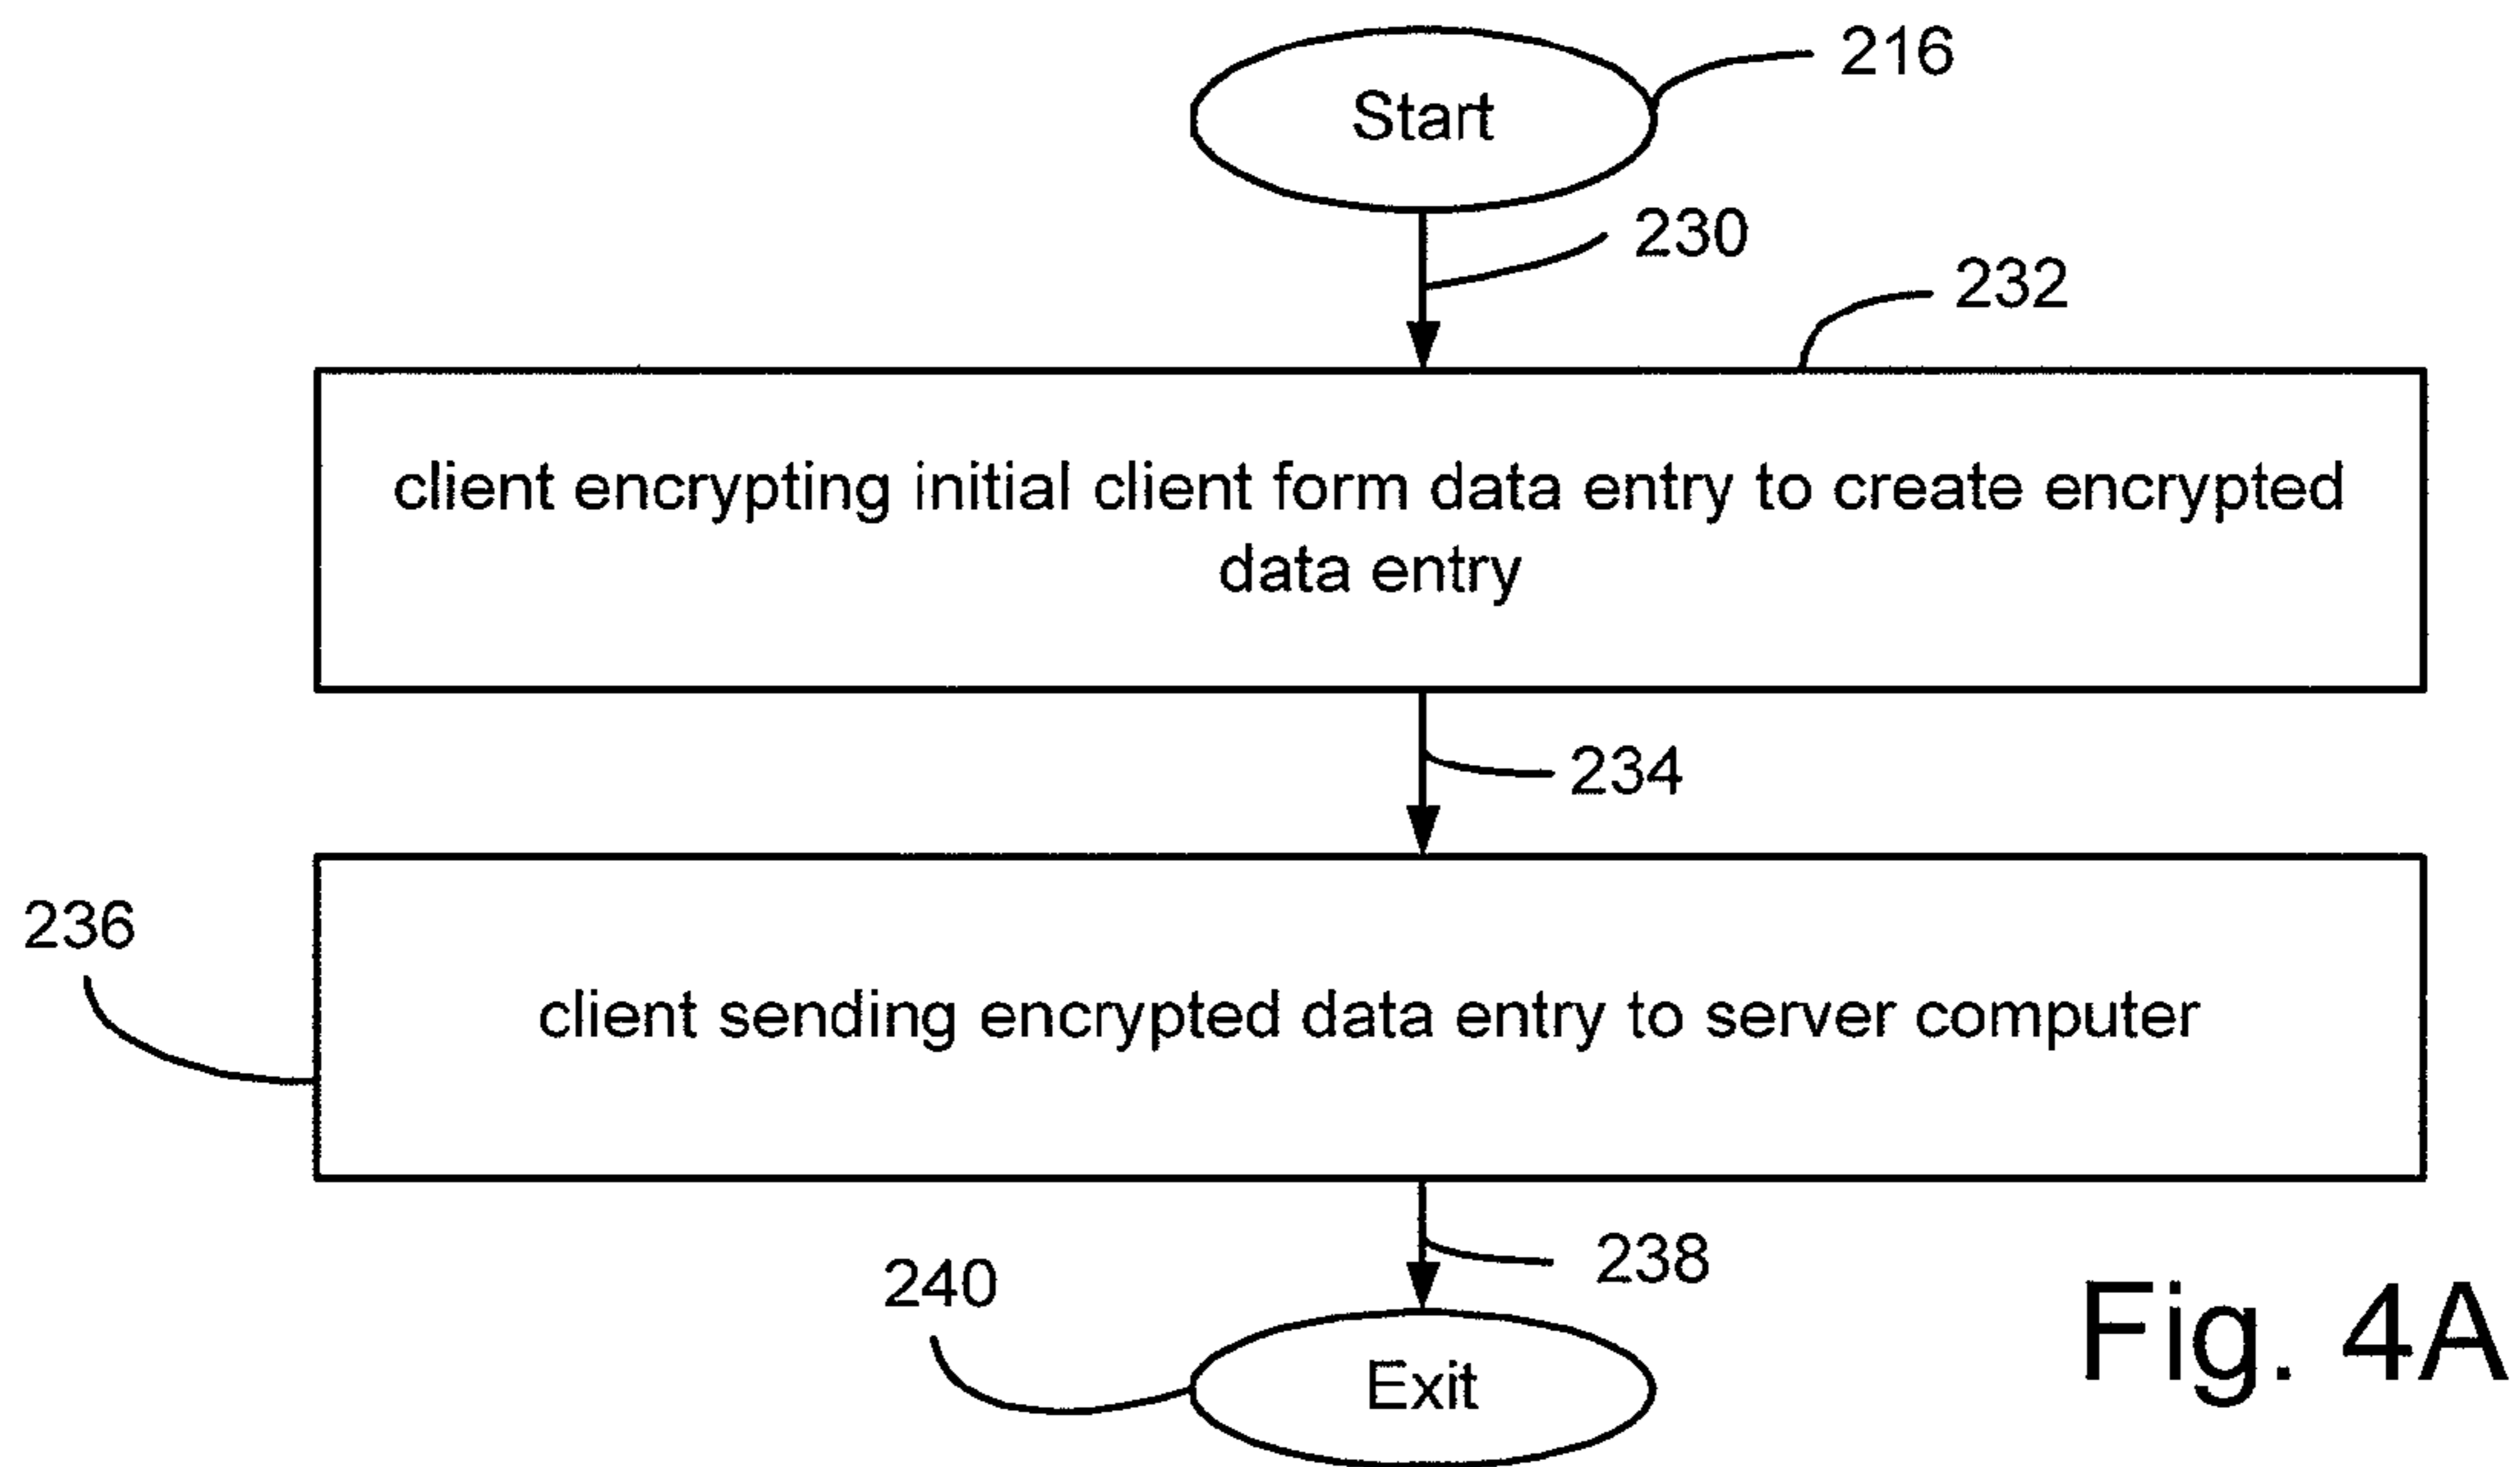 216
Start
230
232
client encrypting initial client form data entry to create encrypted
data entry
234
236
client sending encrypted data entry to server computer
238
240
Exit
Fig. 4A